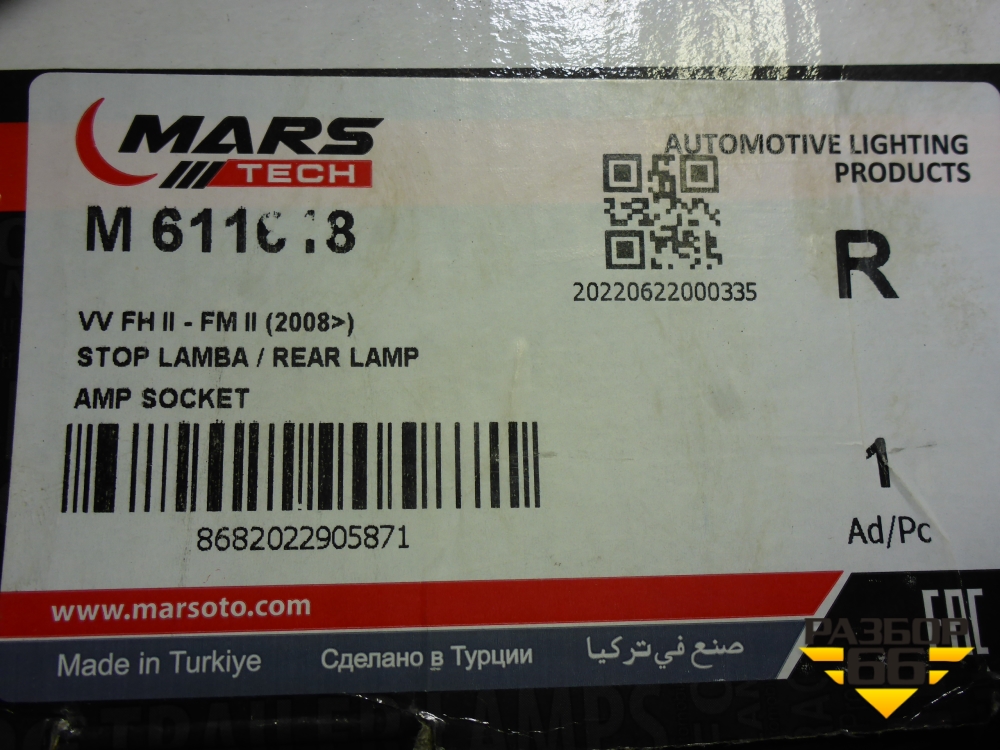 MARS
TECH
AUTOMOTIVE LIGHTING
PRODUCTS
R
20220622000335
VV FH II - FM II (2008>)
STOP LAMBA / REAR LAMP
AMP SOCKET
8682022905871
1
Ad/Pc
www.marsoto.com
Made in Turkiye
Сделано в Турции
صنع في تركيا
EAC
РАЗБОР
66